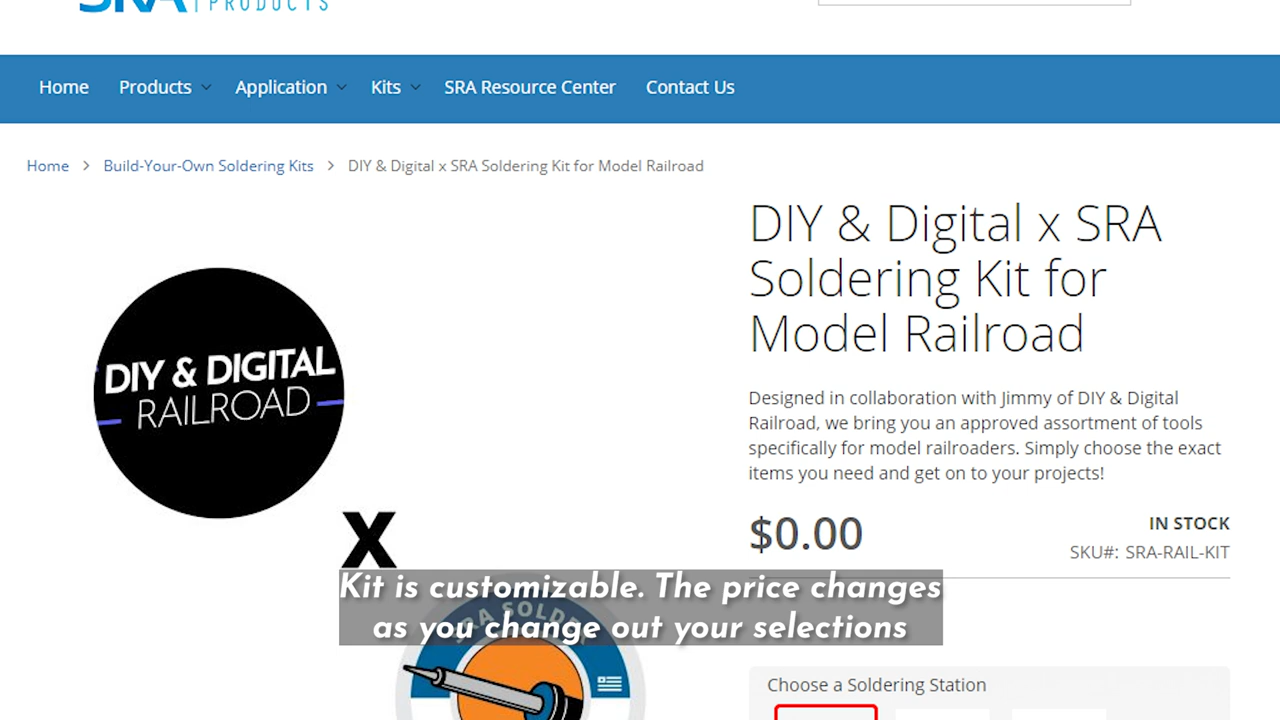 SRA | PRODUCTS
Home Products Application Kits SRA Resource Center Contact Us
Home > Build-Your-Own Soldering Kits > DIY & Digital x SRA Soldering Kit for Model Railroad
DIY & Digital x SRA
Soldering Kit for
Model Railroad
DIY & DIGITAL
RAILROAD
Designed in collaboration with Jimmy of DIY & Digital
Railroad, we bring you an approved assortment of tools
specifically for model railroaders. Simply choose the exact
items you need and get on to your projects!
$0.00
IN STOCK
SKU#: SRA-RAIL-KIT
X
Kit is customizable. The price changes
as you change out your selections
SRA SOLDER
Choose a Soldering Station